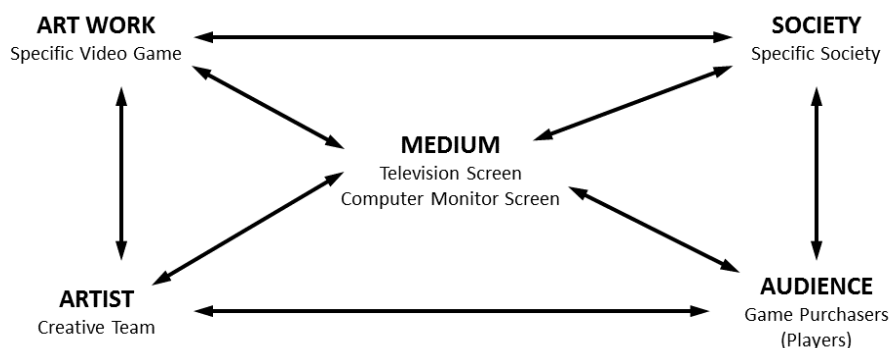 ART WORK
Specific Video Game
SOCIETY
Specific Society
MEDIUM
Television Screen
Computer Monitor Screen
ARTIST
Creative Team
AUDIENCE
Game Purchasers
(Players)